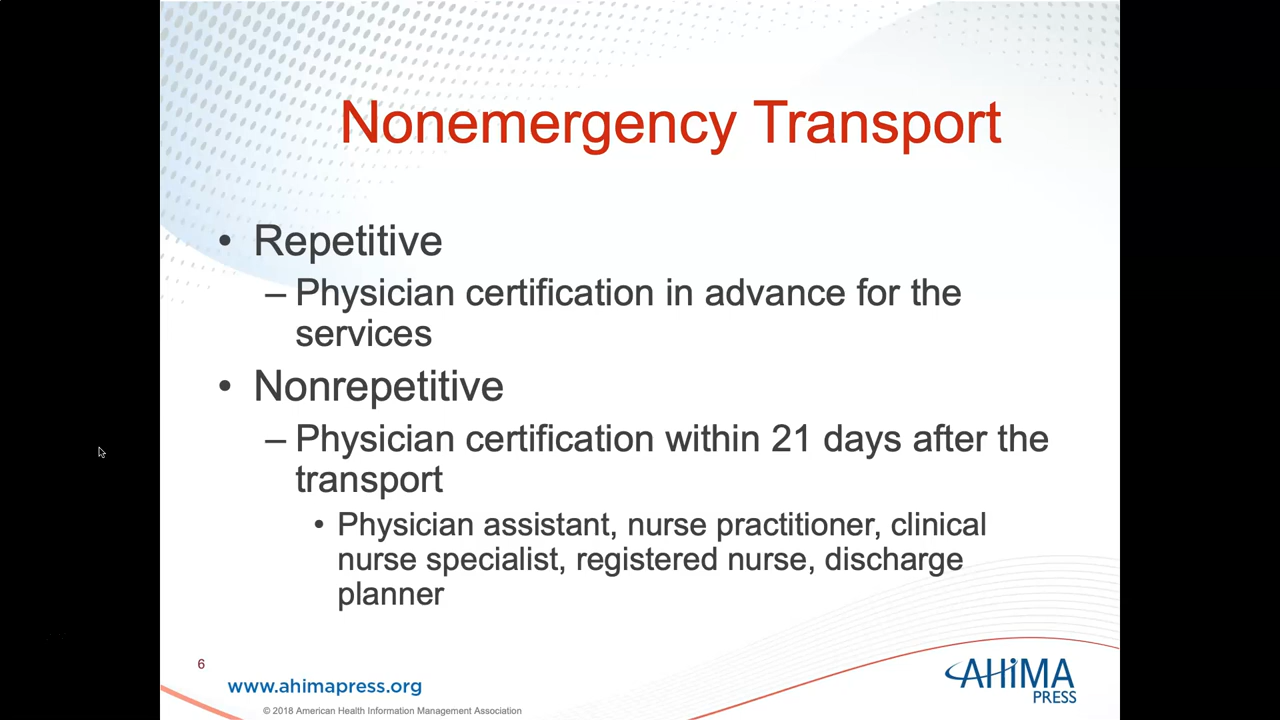 Nonemergency Transport
• Repetitive
– Physician certification in advance for the
services
• Nonrepetitive
– Physician certification within 21 days after the
transport
• Physician assistant, nurse practitioner, clinical
nurse specialist, registered nurse, discharge
planner
6
www.ahimapress.org
© 2018 American Health Information Management Association
AHIMA
PRESS